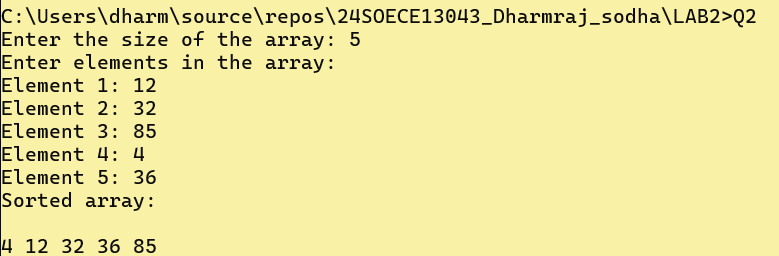 C:\Users\dharm\source\repos\24SOECE13043_Dharmraj_sodha\LAB2>Q2
Enter the size of the array: 5
Enter elements in the array:
Element 1: 12
Element 2: 32
Element 3: 85
Element 4: 4
Element 5: 36
Sorted array:
4 12 32 36 85